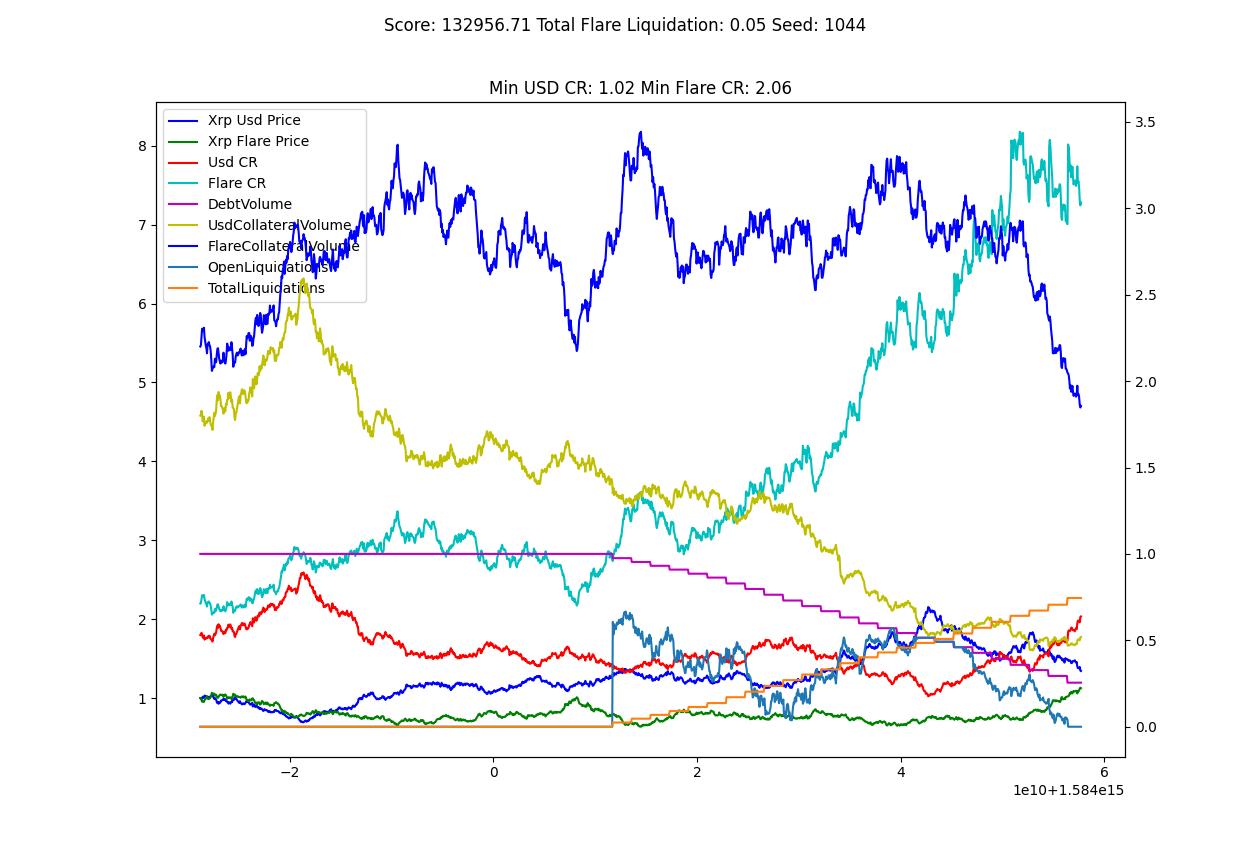 Score: 132956.71 Total Flare Liquidation: 0.05 Seed: 1044
Min USD CR: 1.02 Min Flare CR: 2.06
Xrp Usd Price
Xrp Flare Price
Usd CR
Flare CR
DebtVolume
UsdCollateralVolume
FlareCollateralVolume
OpenLiquidations
TotalLiquidations
8
7
6
5
4
3
2
1
3.5
3.0
2.5
2.0
1.5
1.0
0.5
0.0
−2
0
2
4
6
1e10+1.584e15